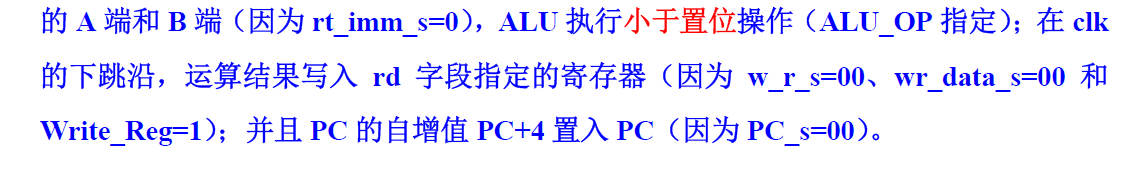 的 A 端和 B 端（因为 rt_imm_s=0），ALU 执行小于置位操作（ALU_OP 指定）；在 clk
的下跳沿，运算结果写入 rd 字段指定的寄存器（因为 w_r_s=00、wr_data_s=00 和
Write_Reg=1）；并且 PC 的自增值 PC+4 置入 PC（因为 PC_s=00）。